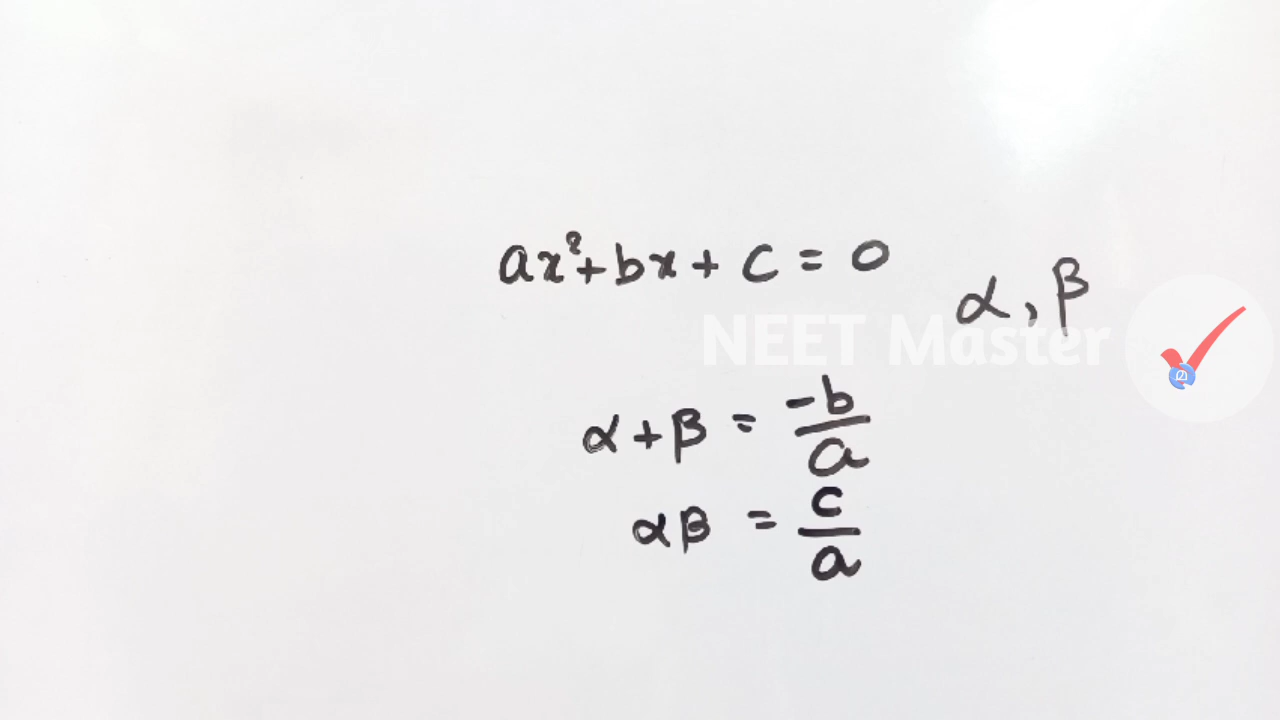 ax²+bx+c=0
α,β
NEET Master
α+β = -b/a
αβ = c/a